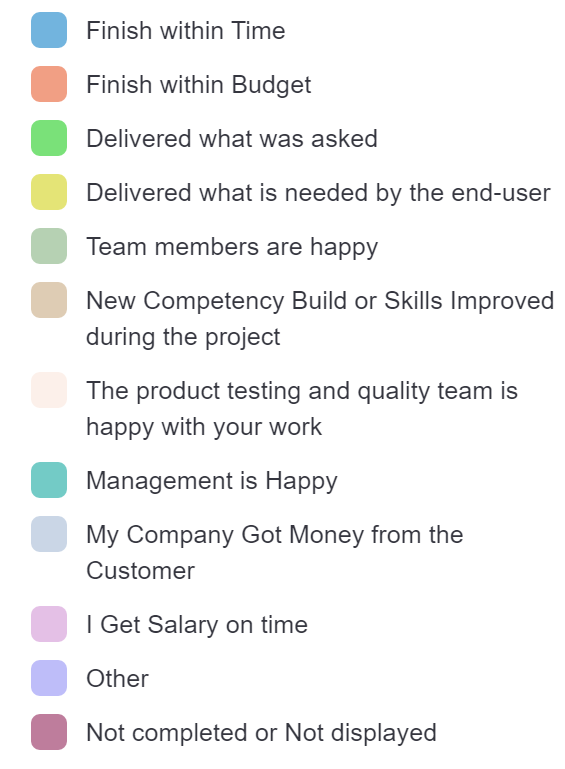 Finish within Time
Finish within Budget
Delivered what was asked
Delivered what is needed by the end-user
Team members are happy
New Competency Build or Skills Improved
during the project
The product testing and quality team is
happy with your work
Management is Happy
My Company Got Money from the
Customer
I Get Salary on time
Other
Not completed or Not displayed